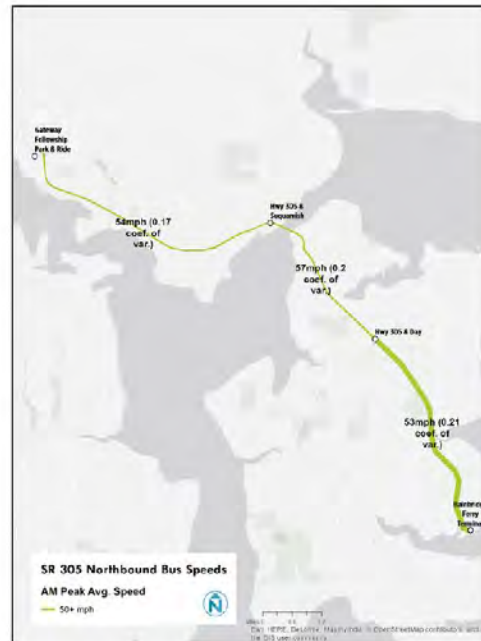 Gateway
Fellowship
Park & Ride
Hwy 305 &
Suquamish
54mph (0.17
coef. of
var.)
57mph (0.2
coef. of
var.)
Hwy 305 & Day
53mph (0.21
coef. of
var.)
Ferry
SR 305 Northbound Bus Speeds
AM Peak Avg. Speed
50+ mph
N